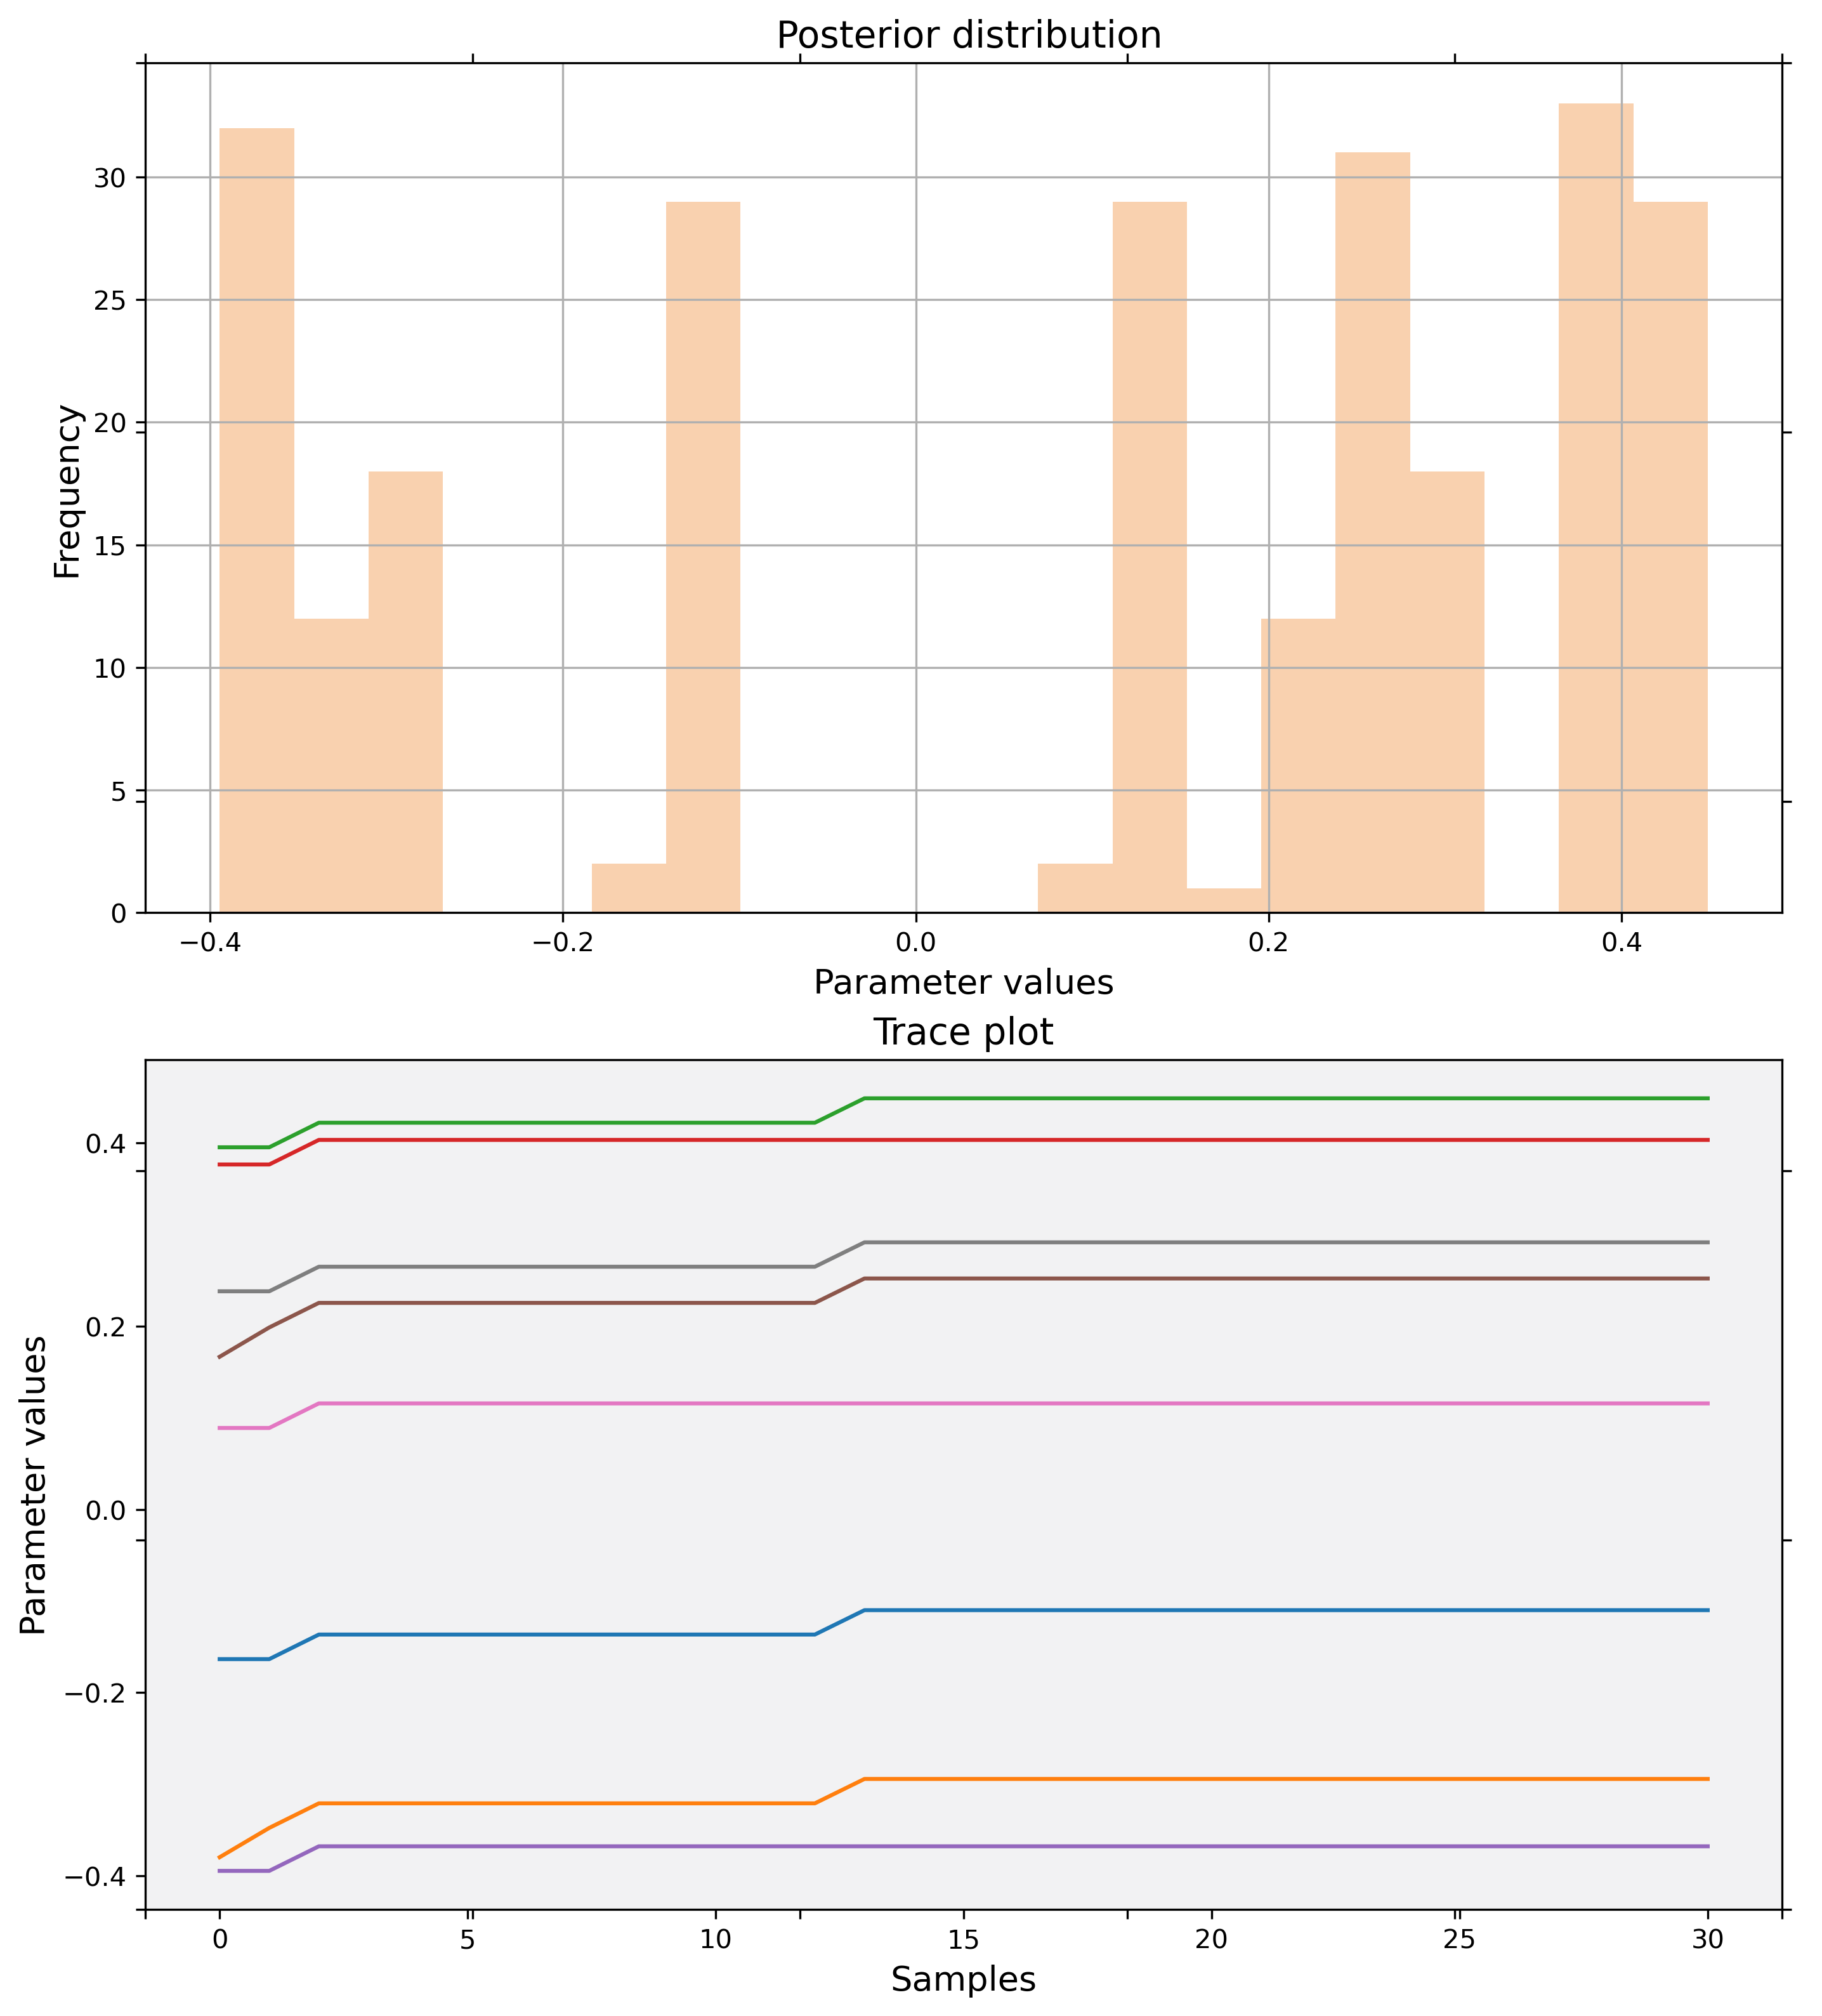 Posterior distribution
30
25
20
15
10
5
0
Frequency
−0.4 −0.2 0.0 0.2 0.4
Parameter values
Trace plot
0.4
0.2
0.0
−0.2
−0.4
Parameter values
0 5 10 15 20 25 30
Samples